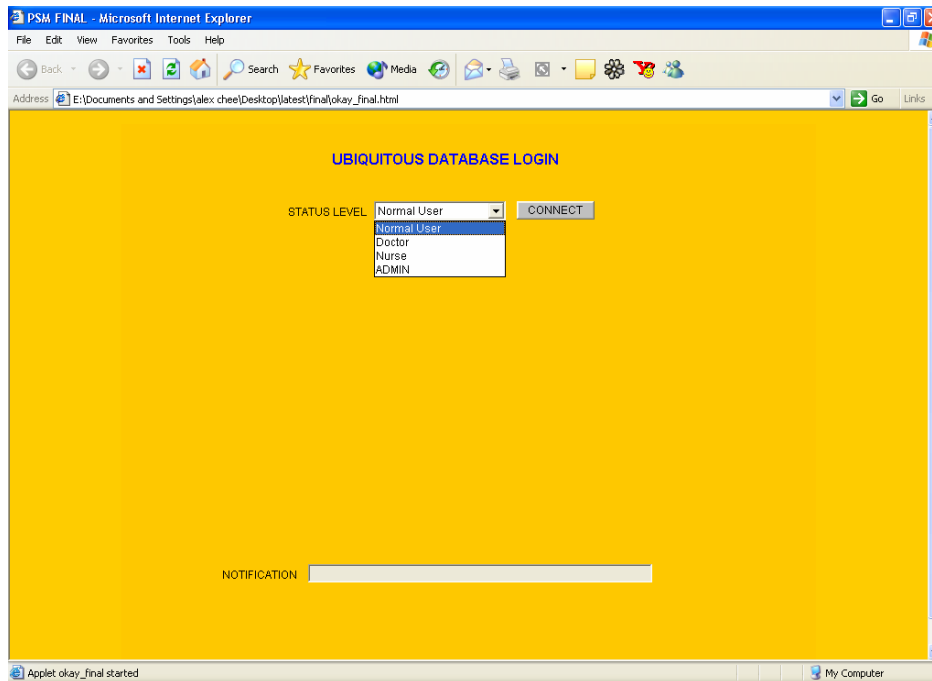 PSM FINAL - Microsoft Internet Explorer
File Edit View Favorites Tools Help
Back Search Favorites Media
Address E:\Documents and Settings\alex chee\Desktop\latest\final\okay_final.html Go Links
UBIQUITOUS DATABASE LOGIN
STATUS LEVEL Normal User CONNECT
Normal User
Doctor
Nurse
ADMIN
NOTIFICATION
Applet okay_final started My Computer